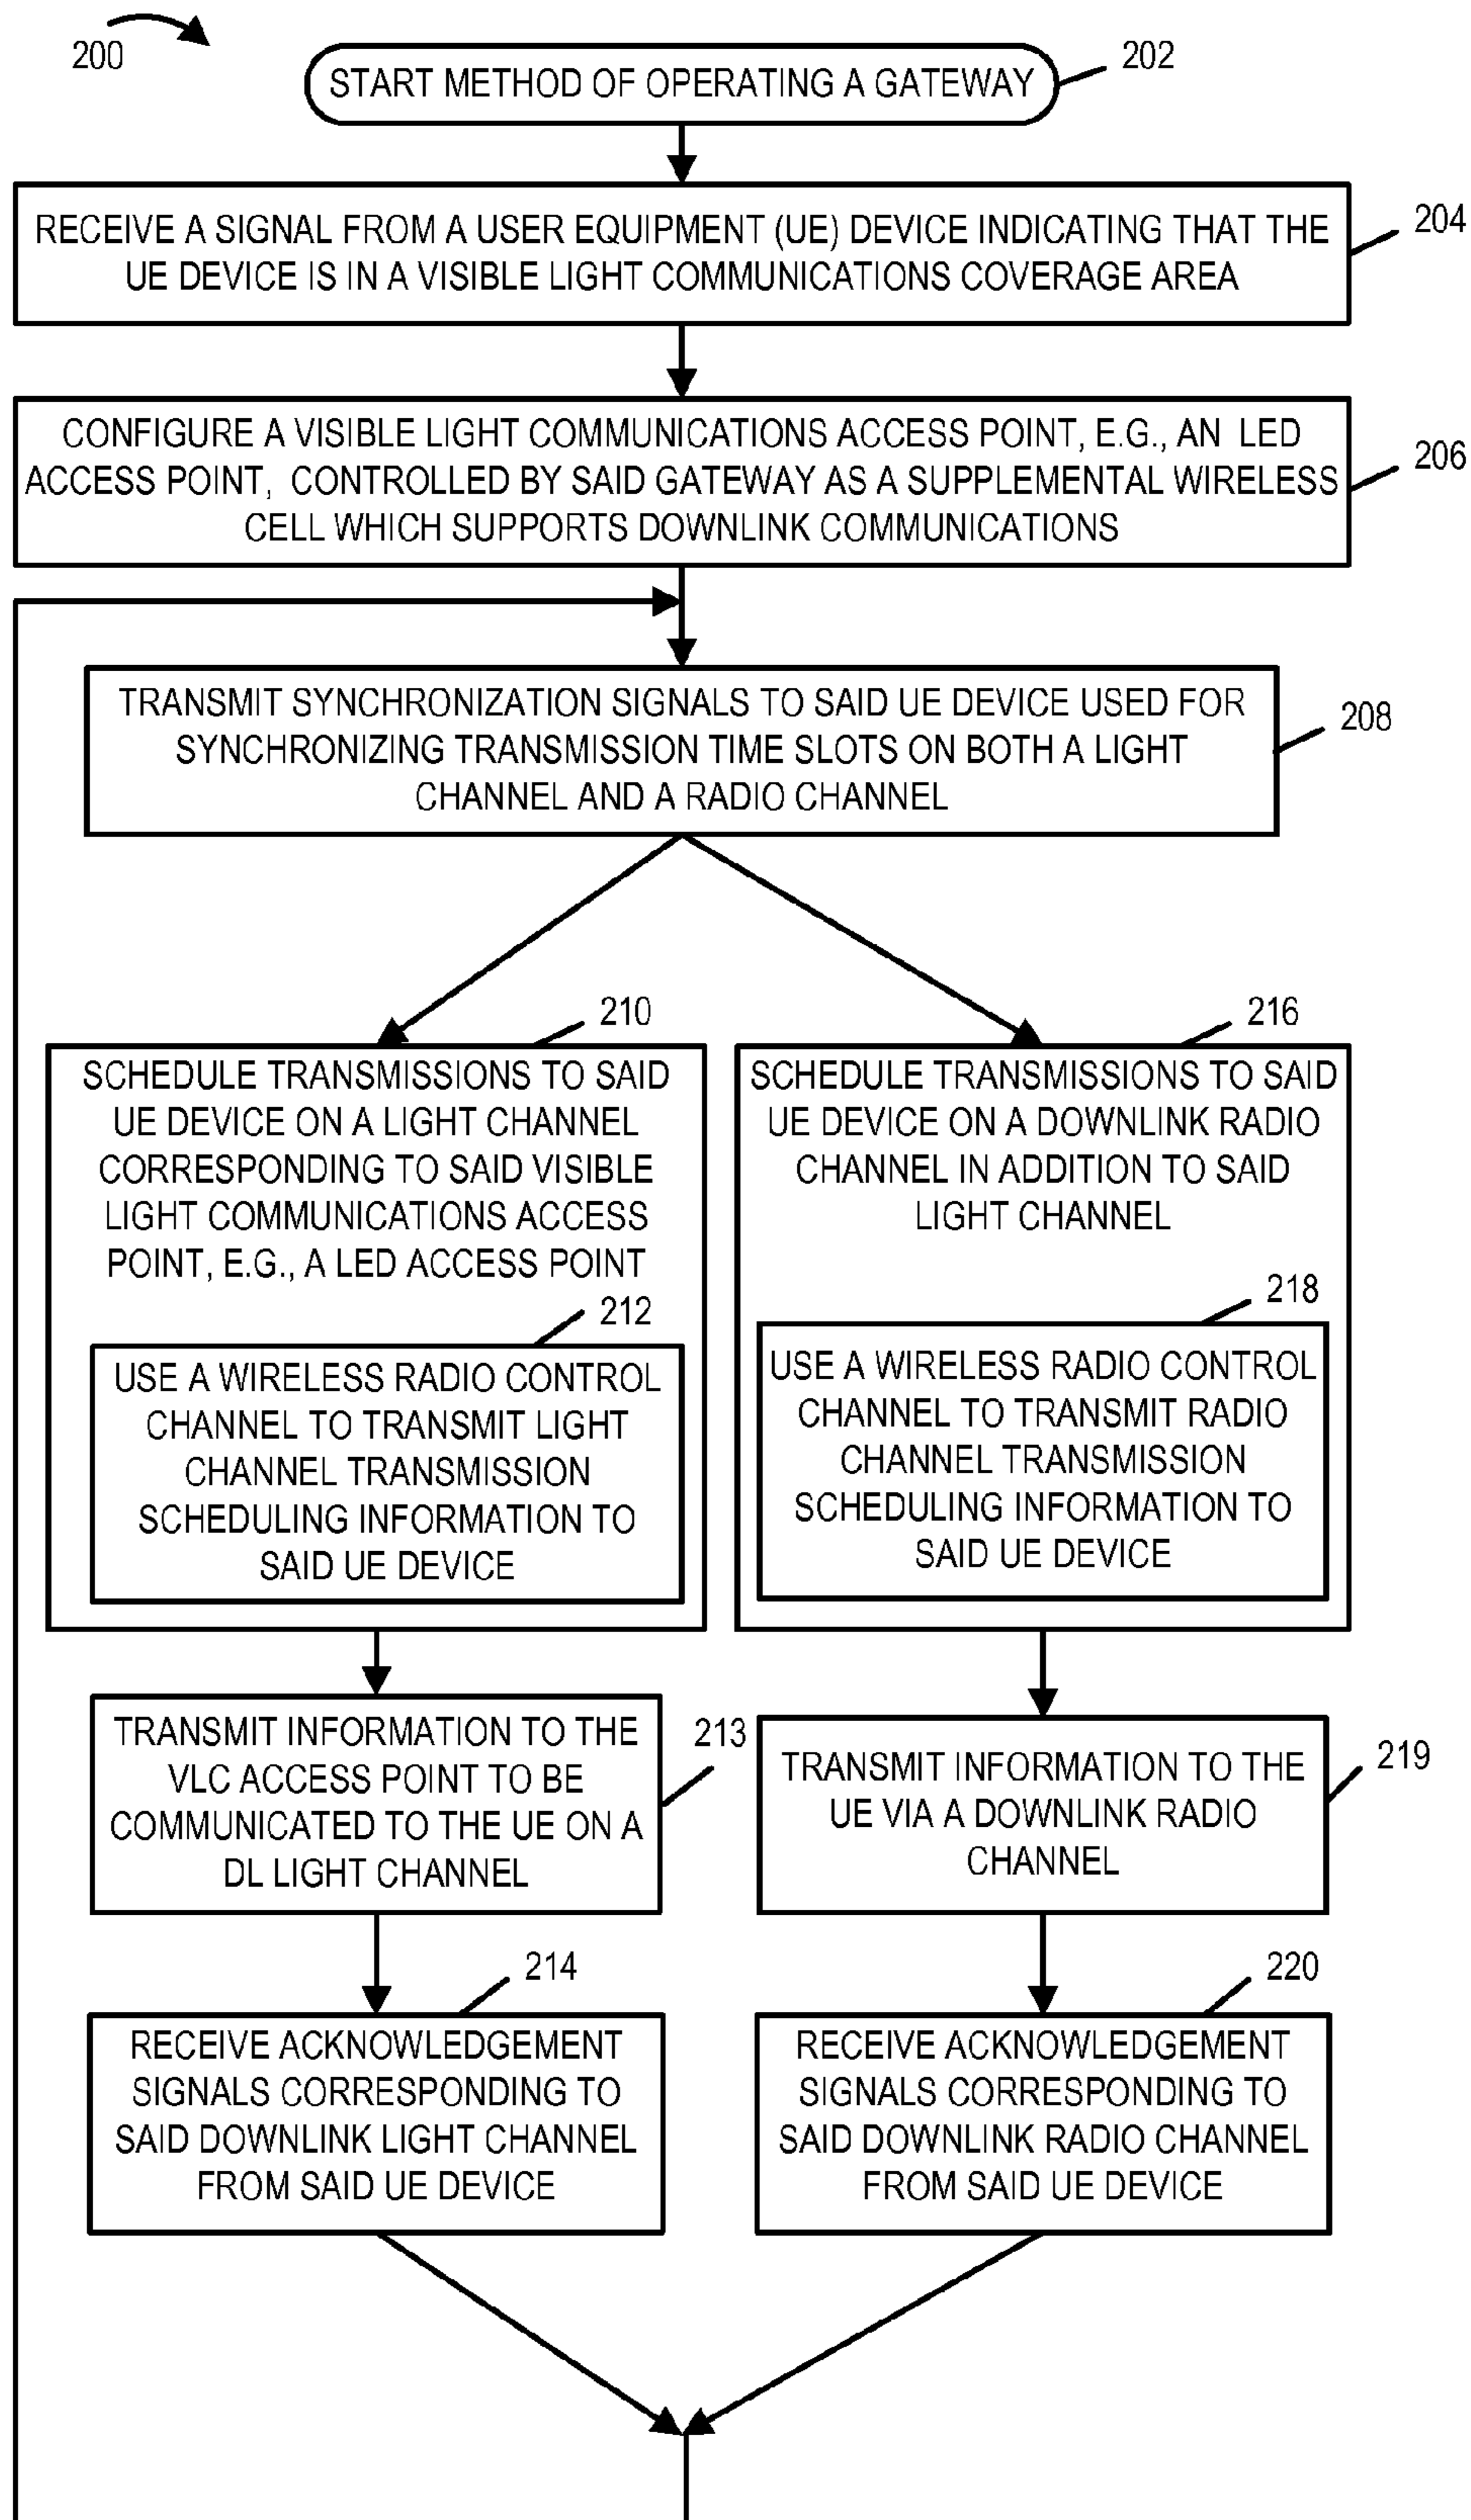 200
START METHOD OF OPERATING A GATEWAY
202
RECEIVE A SIGNAL FROM A USER EQUIPMENT (UE) DEVICE INDICATING THAT THE
UE DEVICE IS IN A VISIBLE LIGHT COMMUNICATIONS COVERAGE AREA
204
CONFIGURE A VISIBLE LIGHT COMMUNICATIONS ACCESS POINT, E.G., AN LED
ACCESS POINT, CONTROLLED BY SAID GATEWAY AS A SUPPLEMENTAL WIRELESS
CELL WHICH SUPPORTS DOWNLINK COMMUNICATIONS
206
TRANSMIT SYNCHRONIZATION SIGNALS TO SAID UE DEVICE USED FOR
SYNCHRONIZING TRANSMISSION TIME SLOTS ON BOTH A LIGHT
CHANNEL AND A RADIO CHANNEL
208
210
SCHEDULE TRANSMISSIONS TO SAID
UE DEVICE ON A LIGHT CHANNEL
CORRESPONDING TO SAID VISIBLE
LIGHT COMMUNICATIONS ACCESS
POINT, E.G., A LED ACCESS POINT
212
USE A WIRELESS RADIO CONTROL
CHANNEL TO TRANSMIT LIGHT
CHANNEL TRANSMISSION
SCHEDULING INFORMATION TO
SAID UE DEVICE
216
SCHEDULE TRANSMISSIONS TO SAID
UE DEVICE ON A DOWNLINK RADIO
CHANNEL IN ADDITION TO SAID
LIGHT CHANNEL
218
USE A WIRELESS RADIO CONTROL
CHANNEL TO TRANSMIT RADIO
CHANNEL TRANSMISSION
SCHEDULING INFORMATION TO
SAID UE DEVICE
TRANSMIT INFORMATION TO THE
VLC ACCESS POINT TO BE
COMMUNICATED TO THE UE ON A
DL LIGHT CHANNEL
213
TRANSMIT INFORMATION TO THE
UE VIA A DOWNLINK RADIO
CHANNEL
219
214
RECEIVE ACKNOWLEDGEMENT
SIGNALS CORRESPONDING TO
SAID DOWNLINK LIGHT CHANNEL
FROM SAID UE DEVICE
220
RECEIVE ACKNOWLEDGEMENT
SIGNALS CORRESPONDING TO
SAID DOWNLINK RADIO CHANNEL
FROM SAID UE DEVICE